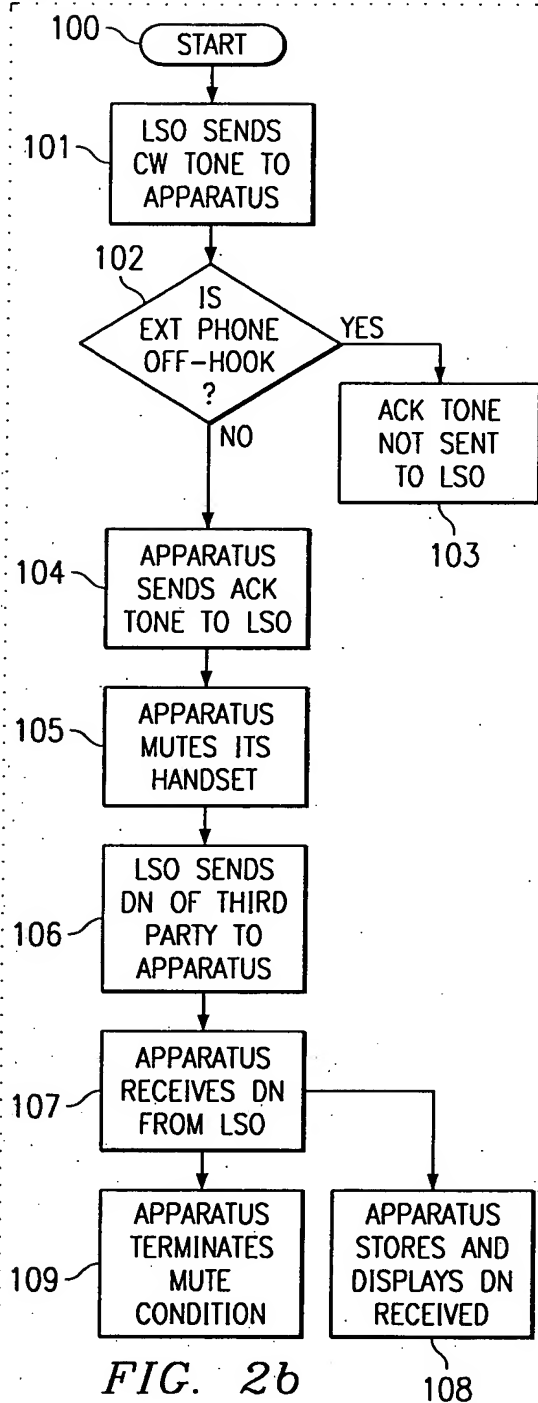 100
START
101
LSO SENDS
CW TONE TO
APPARATUS
102
IS
EXT PHONE
OFF-HOOK
?
YES
NO
ACK TONE
NOT SENT
TO LSO
103
104
APPARATUS
SENDS ACK
TONE TO LSO
105
APPARATUS
MUTES ITS
HANDSET
106
LSO SENDS
DN OF THIRD
PARTY TO
APPARATUS
107
APPARATUS
RECEIVES DN
FROM LSO
109
APPARATUS
TERMINATES
MUTE
CONDITION
APPARATUS
STORES AND
DISPLAYS DN
RECEIVED
108
FIG. 2b